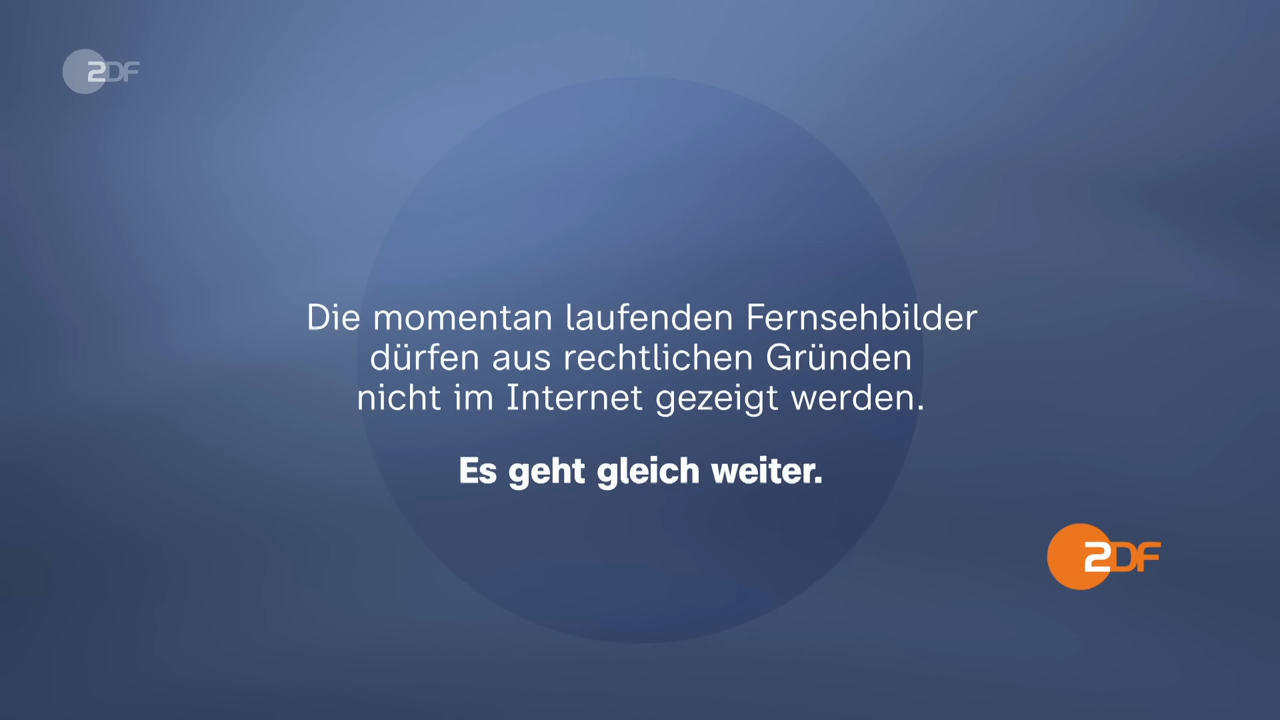 ZDF
Die momentan laufenden Fernsehbilder
dürfen aus rechtlichen Gründen
nicht im Internet gezeigt werden.
Es geht gleich weiter.
ZDF